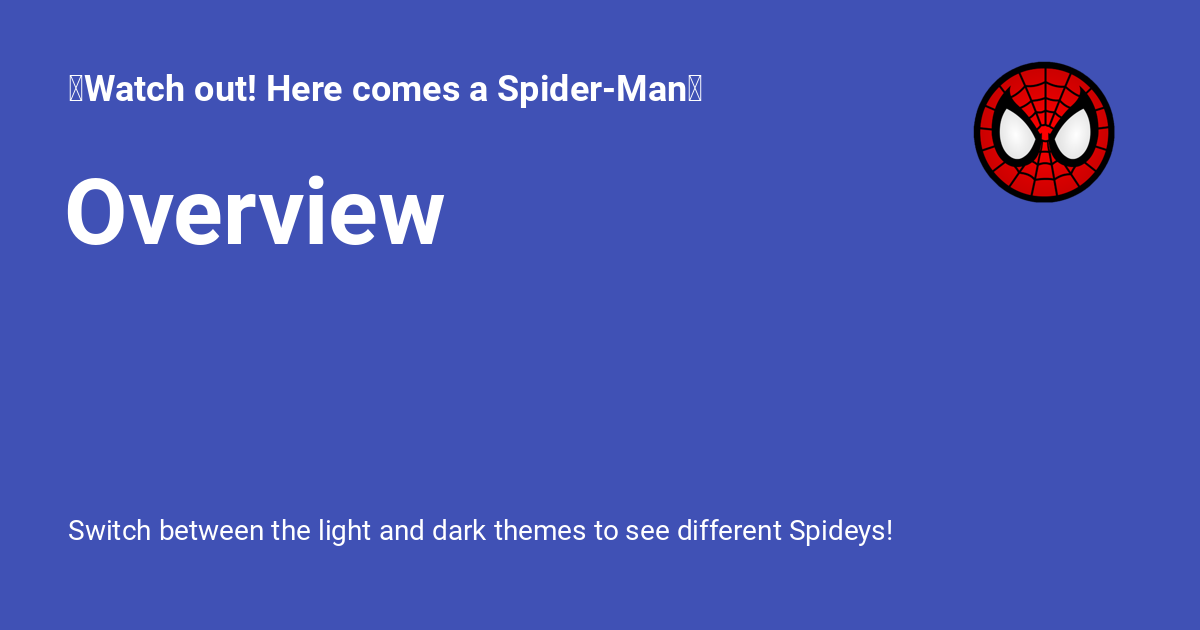 Watch out! Here comes a Spider-Man
Overview
Switch between the light and dark themes to see different Spideys!